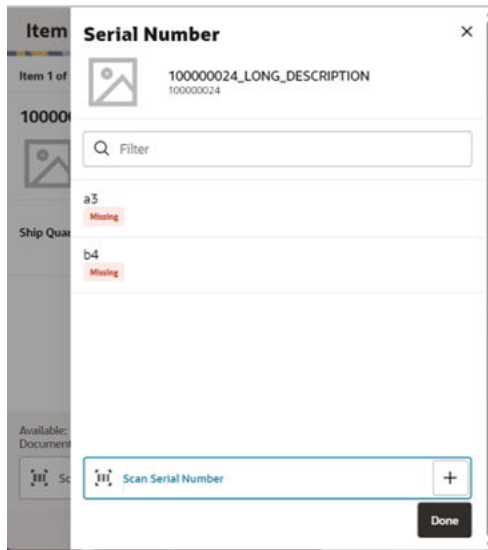 Item
Serial Number
Item 1 of
100000024_LONG_DESCRIPTION
100000024
10000
Filter
a3
Missing
Ship Quan
b4
Missing
Available:
Document
Sc
Scan Serial Number
Done